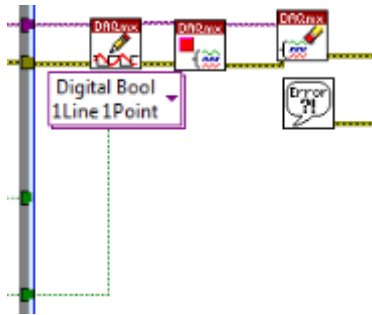 DAQmx DAQmx DAQmx
Digital Bool
1Line 1Point
Error
?!